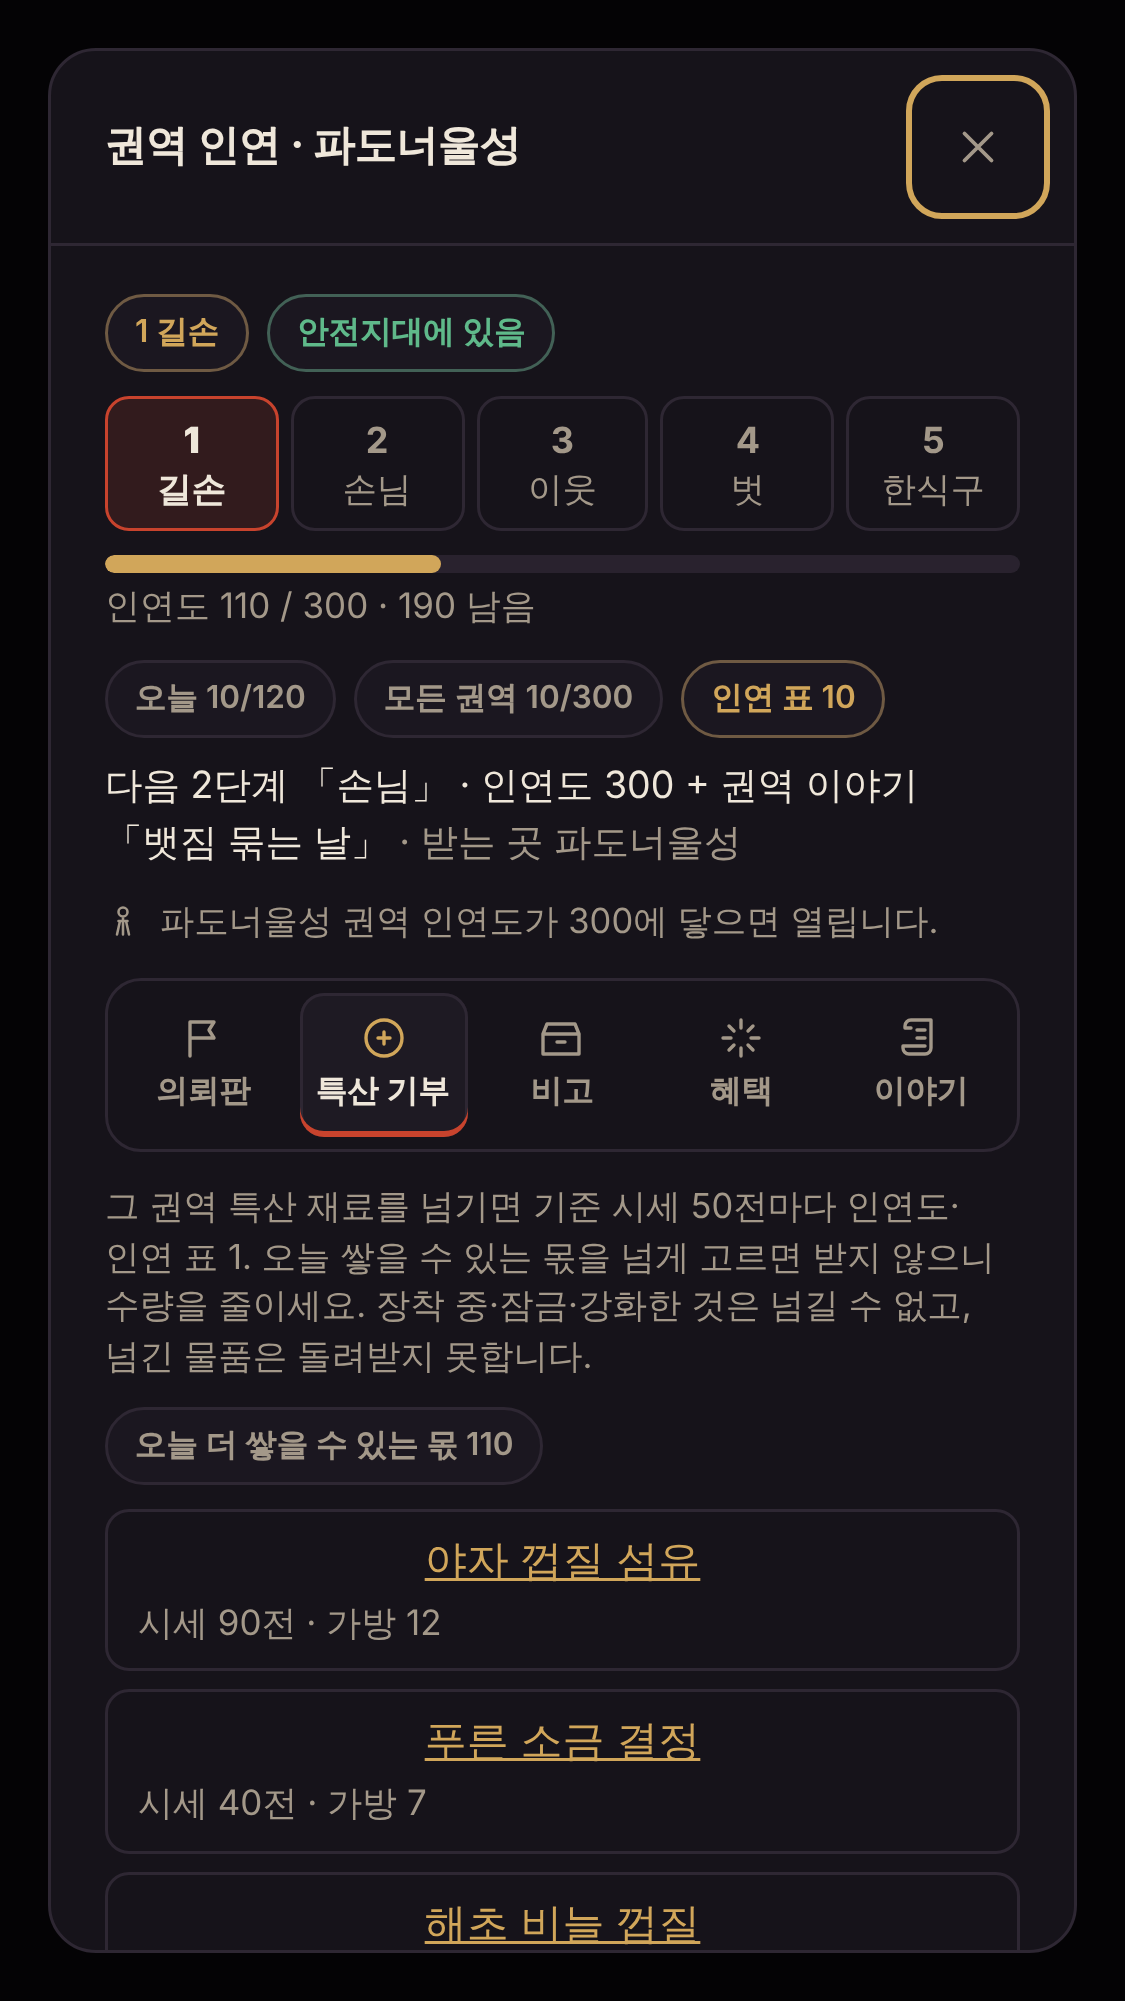 권역 인연 · 파도너울성
1 길손
안전지대에 있음
1
길손
2
손님
3
이웃
4
벗
5
한식구
인연도 110 / 300 · 190 남음
오늘 10/120
모든 권역 10/300
인연 표 10
다음 2단계 「손님」 · 인연도 300 + 권역 이야기
「뱃짐 묶는 날」 · 받는 곳 파도너울성
파도너울성 권역 인연도가 300에 닿으면 열립니다.
의뢰판
특산 기부
비고
혜택
이야기
그 권역 특산 재료를 넘기면 기준 시세 50전마다 인연도·
인연 표 1. 오늘 쌓을 수 있는 몫을 넘게 고르면 받지 않으니
수량을 줄이세요. 장착 중·잠금·강화한 것은 넘길 수 없고,
넘긴 물품은 돌려받지 못합니다.
오늘 더 쌓을 수 있는 몫 110
야자 껍질 섬유
시세 90전 · 가방 12
푸른 소금 결정
시세 40전 · 가방 7
해초 비늘 껍질